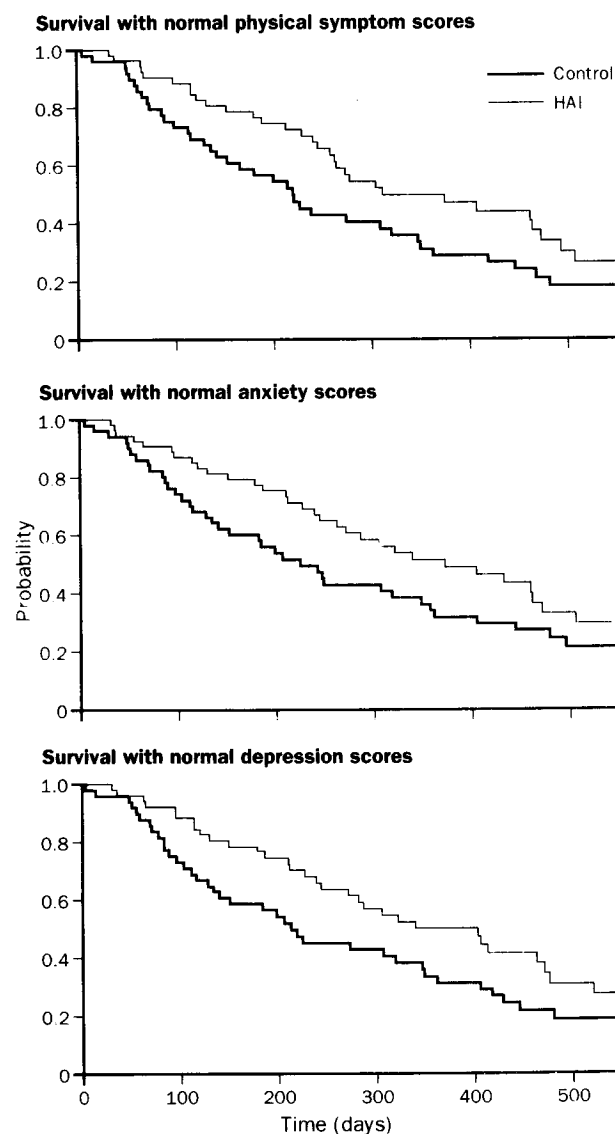 Survival with normal physical symptom scores
1.0
0.8
0.6
0.4
0.2
0
Control
HAI
Survival with normal anxiety scores
1.0
0.8
0.6
0.4
0.2
0
Probability
Survival with normal depression scores
1.0
0.8
0.6
0.4
0.2
0
0 100 200 300 400 500
Time (days)